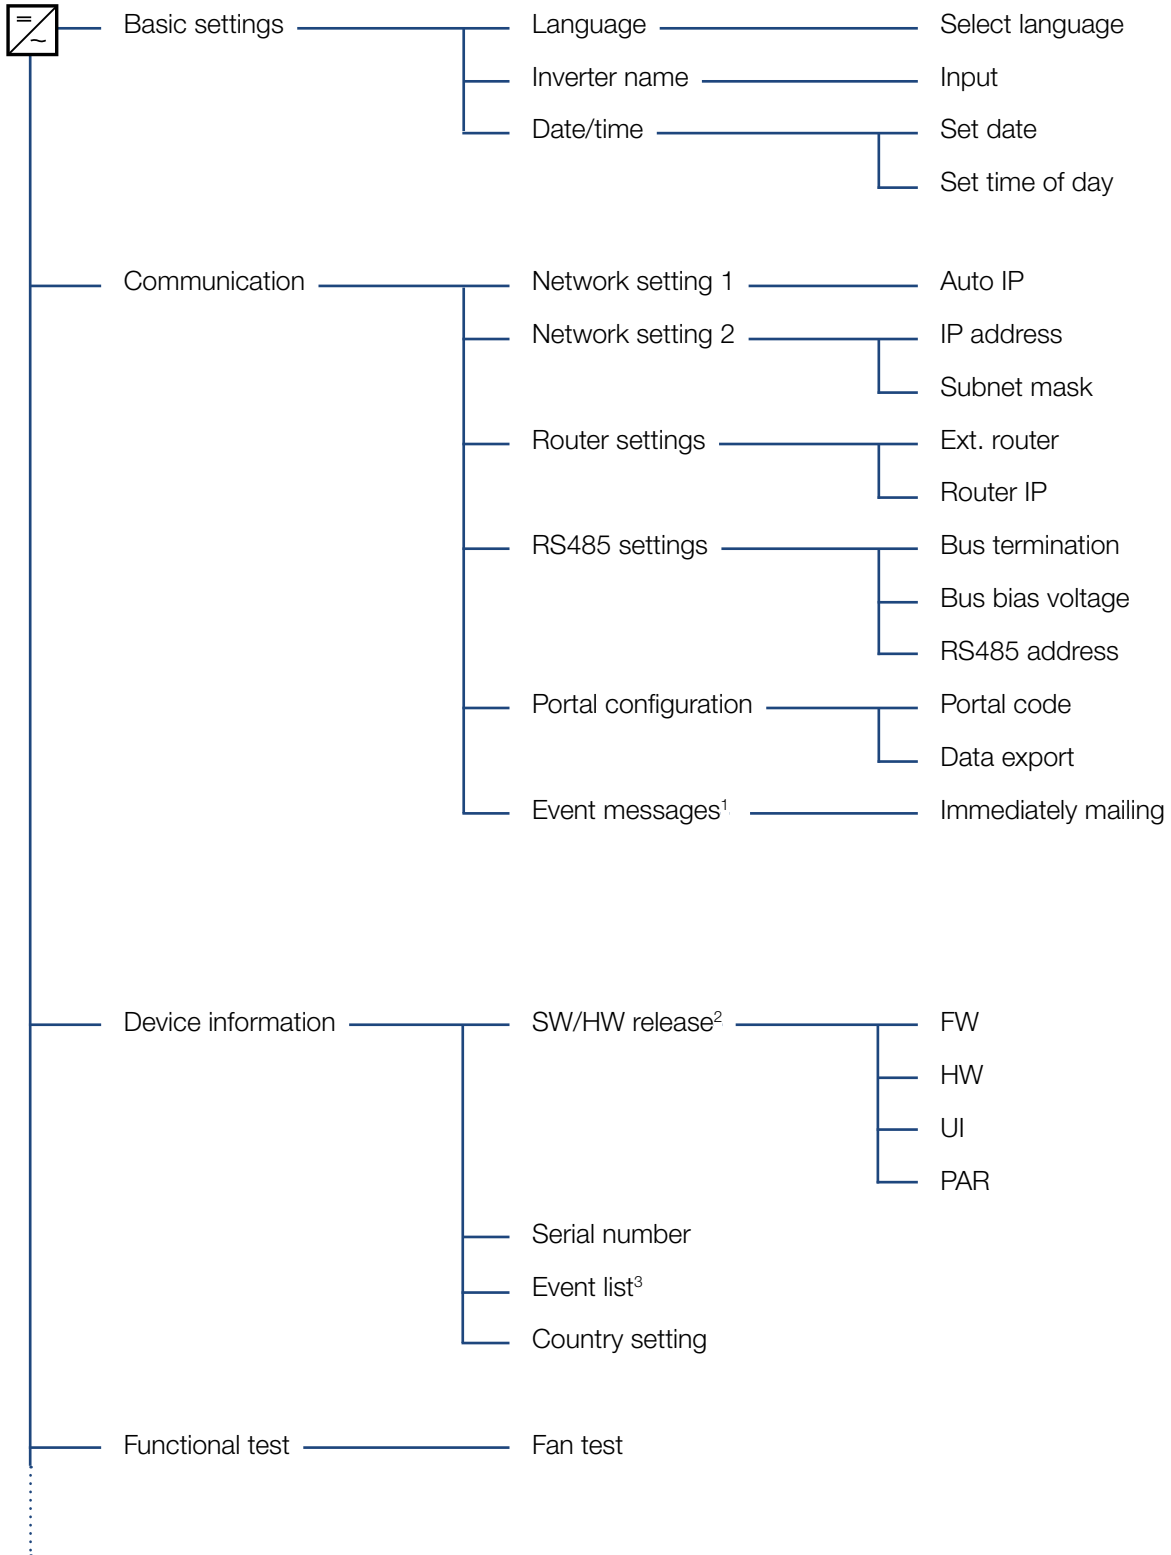 Basic settings Language Select language
Inverter name Input
Date/time Set date
Set time of day
Communication Network setting 1 Auto IP
Network setting 2 IP address
Subnet mask
Router settings Ext. router
Router IP
RS485 settings Bus termination
Bus bias voltage
RS485 address
Portal configuration Portal code
Data export
Event messages¹ Immediately mailing
Device information SW/HW release² FW
HW
UI
PAR
Serial number
Event list³
Country setting
Functional test Fan test